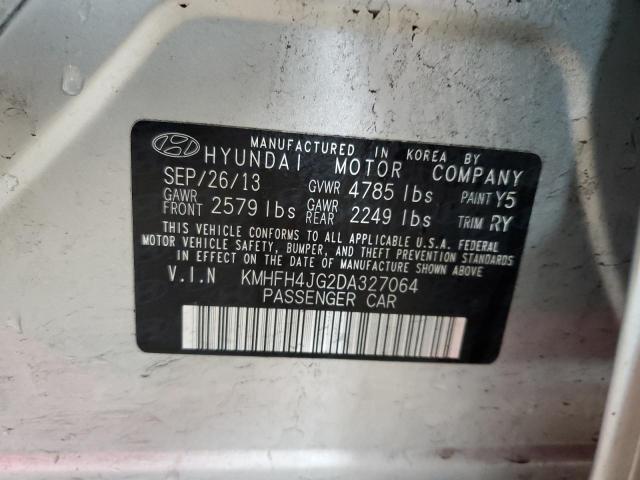 MANUFACTURED IN KOREA BY
HYUNDAI MOTOR COMPANY
SEP/26/13 GVWR 4785 lbs PAINT Y5
GAWR FRONT 2579 lbs GAWR REAR 2249 lbs TRIM RY
THIS VEHICLE CONFORMS TO ALL APPLICABLE U.S.A. FEDERAL
MOTOR VEHICLE SAFETY, BUMPER, AND THEFT PREVENTION STANDARDS
IN EFFECT ON THE DATE OF MANUFACTURE SHOWN ABOVE.
V.I.N KMHFH4JG2DA327064
PASSENGER CAR